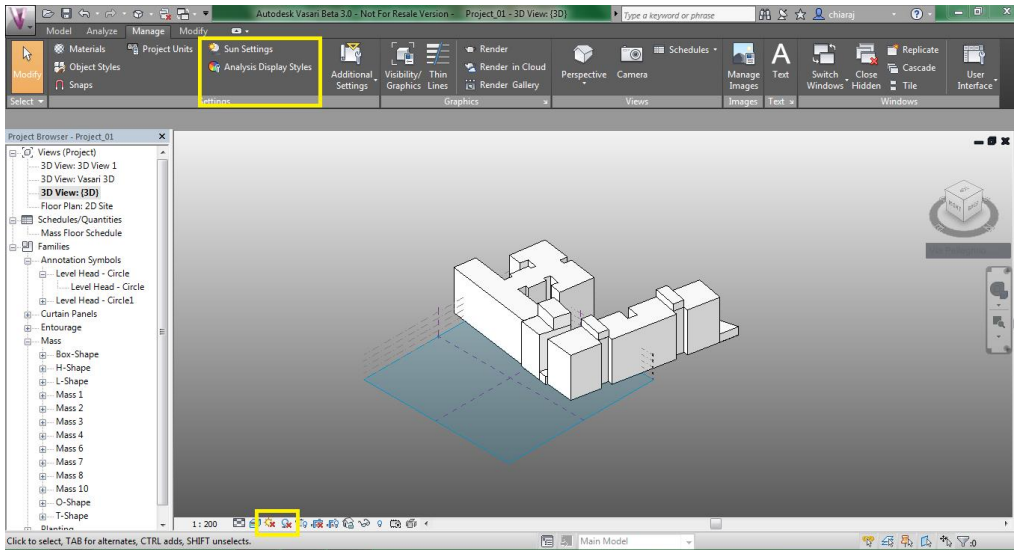 Autodesk Vasari Beta 3.0 - Not For Resale Version - Project_01 - 3D View: {3D}
Type a keyword or phrase
chiaraj
Model Analyze Manage Modify
Modify
Select
Materials
Object Styles
Snaps
Project Units
Sun Settings
Analysis Display Styles
Additional Settings
Settings
Visibility/ Graphics
Thin Lines
Render
Render in Cloud
Render Gallery
Graphics
Perspective
Camera
Schedules
Views
Manage Images
Images
Text
Text
Switch Windows
Close Hidden
Replicate
Cascade
Tile
User Interface
Windows
Project Browser - Project_01
Views (Project)
3D View: 3D View 1
3D View: Vasari 3D
3D View: {3D}
Floor Plan: 2D Site
Schedules/Quantities
Mass Floor Schedule
Families
Annotation Symbols
Level Head - Circle
Level Head - Circle
Level Head - Circle1
Curtain Panels
Entourage
Mass
Box-Shape
H-Shape
L-Shape
Mass 1
Mass 2
Mass 3
Mass 4
Mass 6
Mass 7
Mass 8
Mass 10
O-Shape
T-Shape
Planting
1 : 200
Click to select, TAB for alternates, CTRL adds, SHIFT unselects.
Main Model
:0